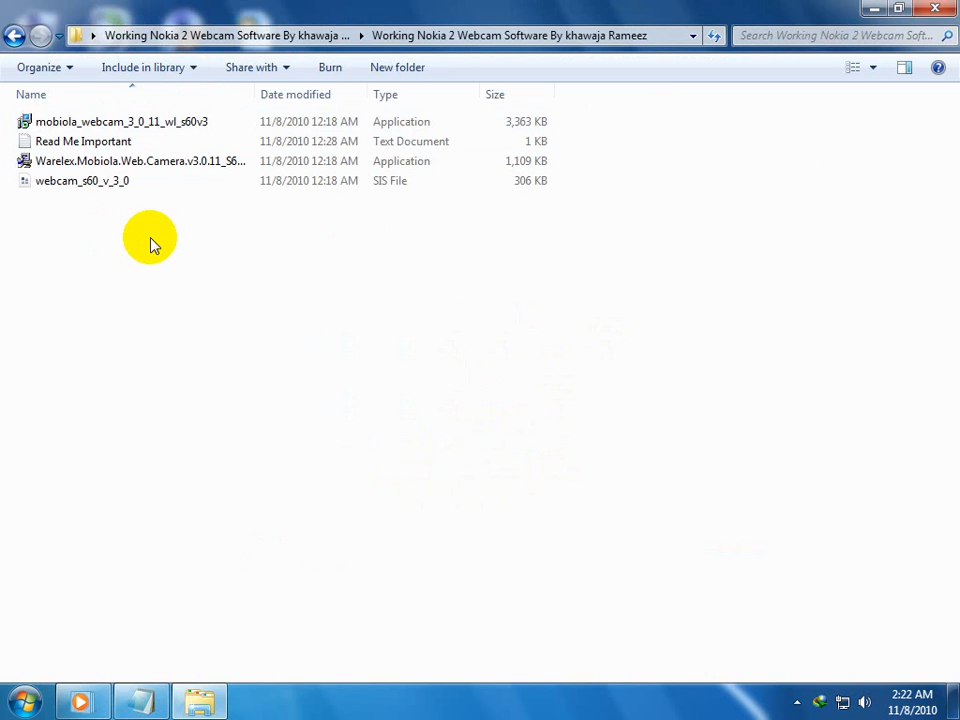 Working Nokia 2 Webcam Software By khawaja ... Working Nokia 2 Webcam Software By khawaja Rameez Search Working Nokia 2 Webcam Soft...
Organize Include in library Share with Burn New folder
Name Date modified Type Size
mobiola_webcam_3_0_11_wl_s60v3 11/8/2010 12:18 AM Application 3,363 KB
Read Me Important 11/8/2010 12:28 AM Text Document 1 KB
Warelex.Mobiola.Web.Camera.v3.0.11_S6... 11/8/2010 12:18 AM Application 1,109 KB
webcam_s60_v_3_0 11/8/2010 12:18 AM SIS File 306 KB
2:22 AM
11/8/2010